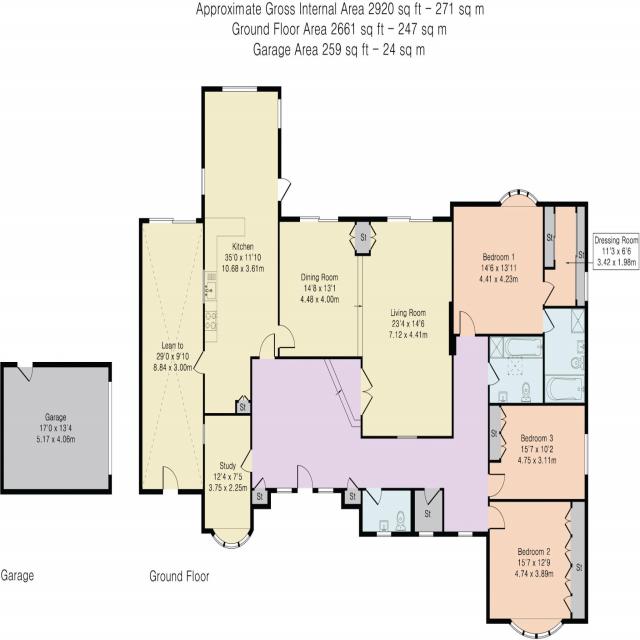 Approximate Gross Internal Area 2920 sq ft - 271 sq m
Ground Floor Area 2661 sq ft - 247 sq m
Garage Area 259 sq ft - 24 sq m
Kitchen
35'0 x 11'10
10.68 x 3.61m
St
Dining Room
14'8 x 13'1
4.48 x 4.00m
Living Room
23'4 x 14'6
7.12 x 4.41m
Bedroom 1
14'6 x 13'11
4.41 x 4.23m
St
St
Dressing Room
11'3 x 6'6
3.42 x 1.98m
Lean to
29'0 x 9'10
8.84 x 3.00m
Garage
17'0 x 13'4
5.17 x 4.06m
St
Study
12'4 x 7'5
3.75 x 2.25m
St
St
St
St
Bedroom 3
15'7 x 10'2
4.75 x 3.11m
Bedroom 2
15'7 x 12'9
4.74 x 3.89m
St
Garage
Ground Floor